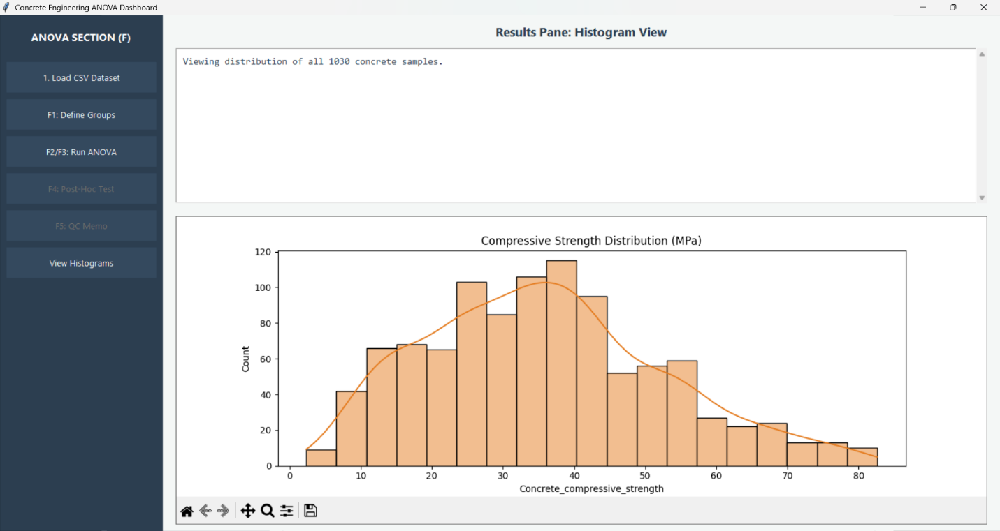 Concrete Engineering ANOVA Dashboard
ANOVA SECTION (F)
1. Load CSV Dataset
F1: Define Groups
F2/F3: Run ANOVA
F4: Post-Hoc Test
F5: QC Memo
View Histograms
Results Pane: Histogram View
Viewing distribution of all 1030 concrete samples.
Compressive Strength Distribution (MPa)
120
100
80
60
40
20
0
Count
0 10 20 30 40 50 60 70 80
Concrete_compressive_strength